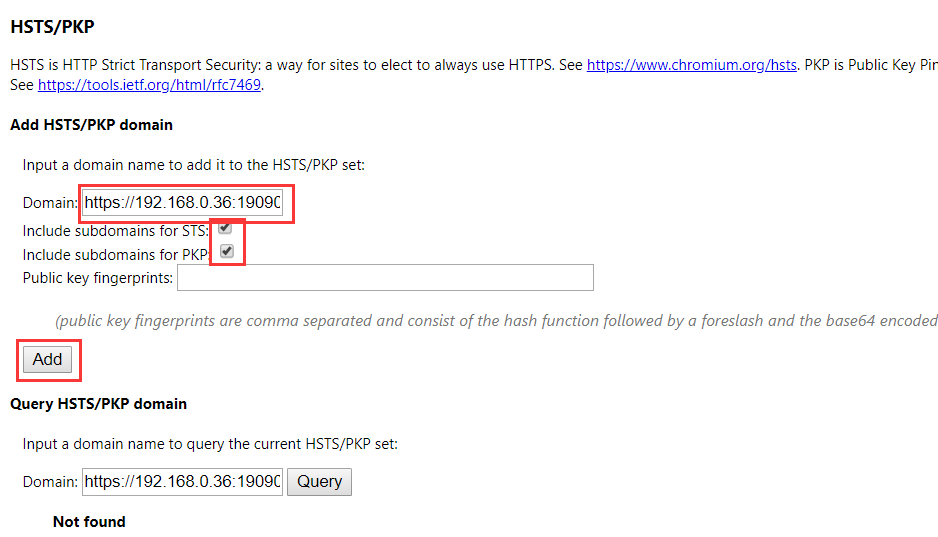 HSTS/PKP
HSTS is HTTP Strict Transport Security: a way for sites to elect to always use HTTPS. See https://www.chromium.org/hsts. PKP is Public Key Pin
See https://tools.ietf.org/html/rfc7469.
Add HSTS/PKP domain
Input a domain name to add it to the HSTS/PKP set:
Domain: https://192.168.0.36:19090
Include subdomains for STS:
Include subdomains for PKP:
Public key fingerprints:
(public key fingerprints are comma separated and consist of the hash function followed by a foreslash and the base64 encoded
Add
Query HSTS/PKP domain
Input a domain name to query the current HSTS/PKP set:
Domain: https://192.168.0.36:19090 Query
Not found